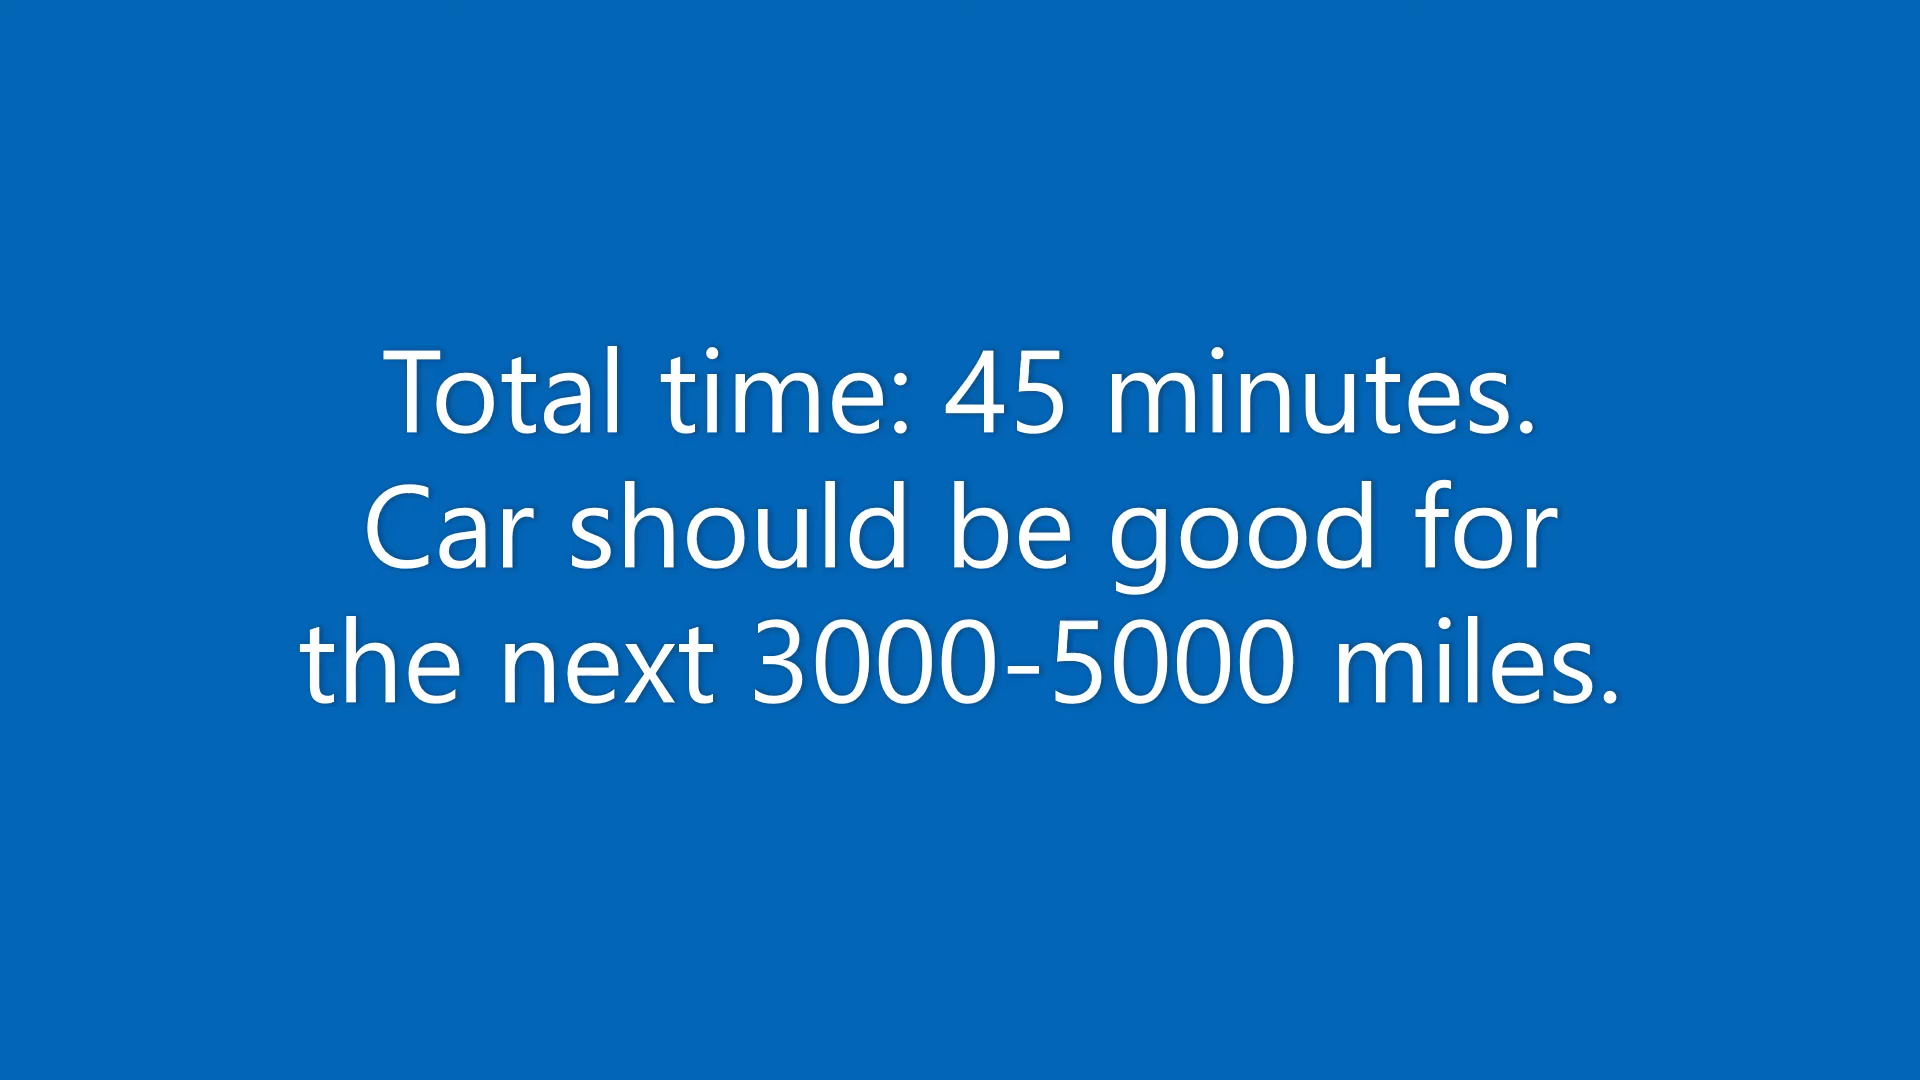 Total time: 45 minutes.
Car should be good for
the next 3000-5000 miles.